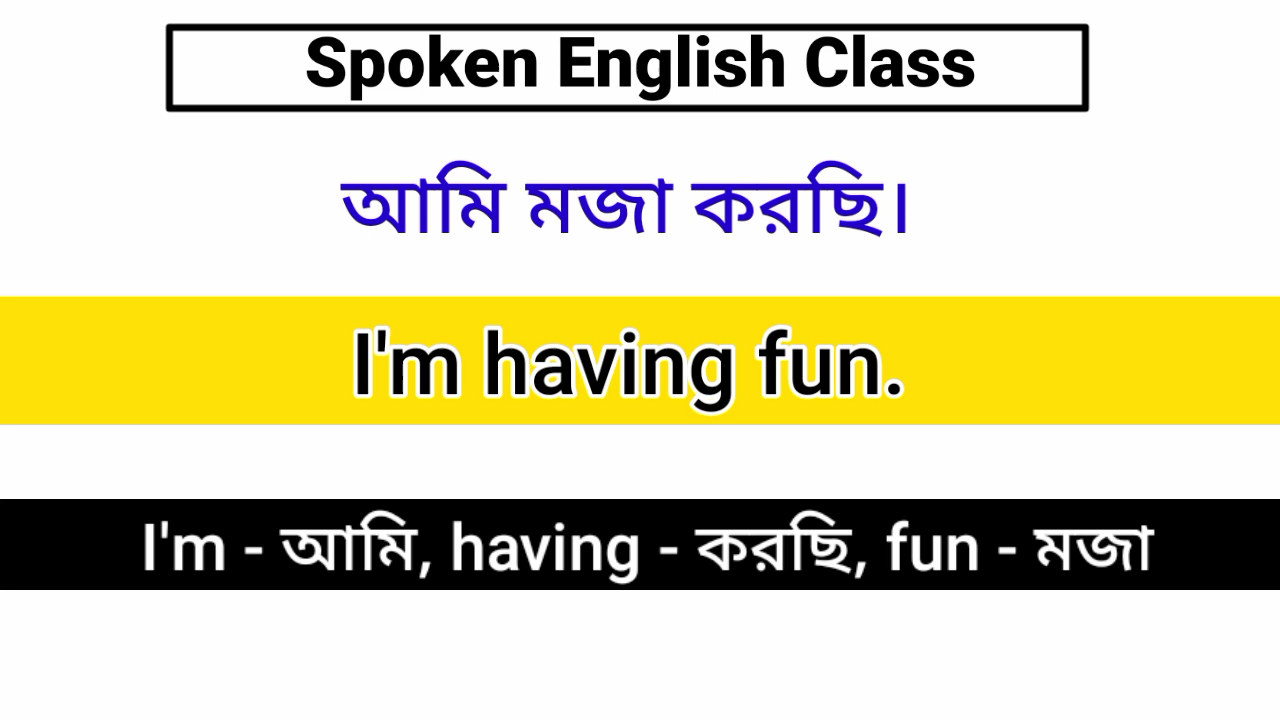 Spoken English Class
আমি মজা করছি।
I'm having fun.
I'm - আমি, having - করছি, fun - মজা